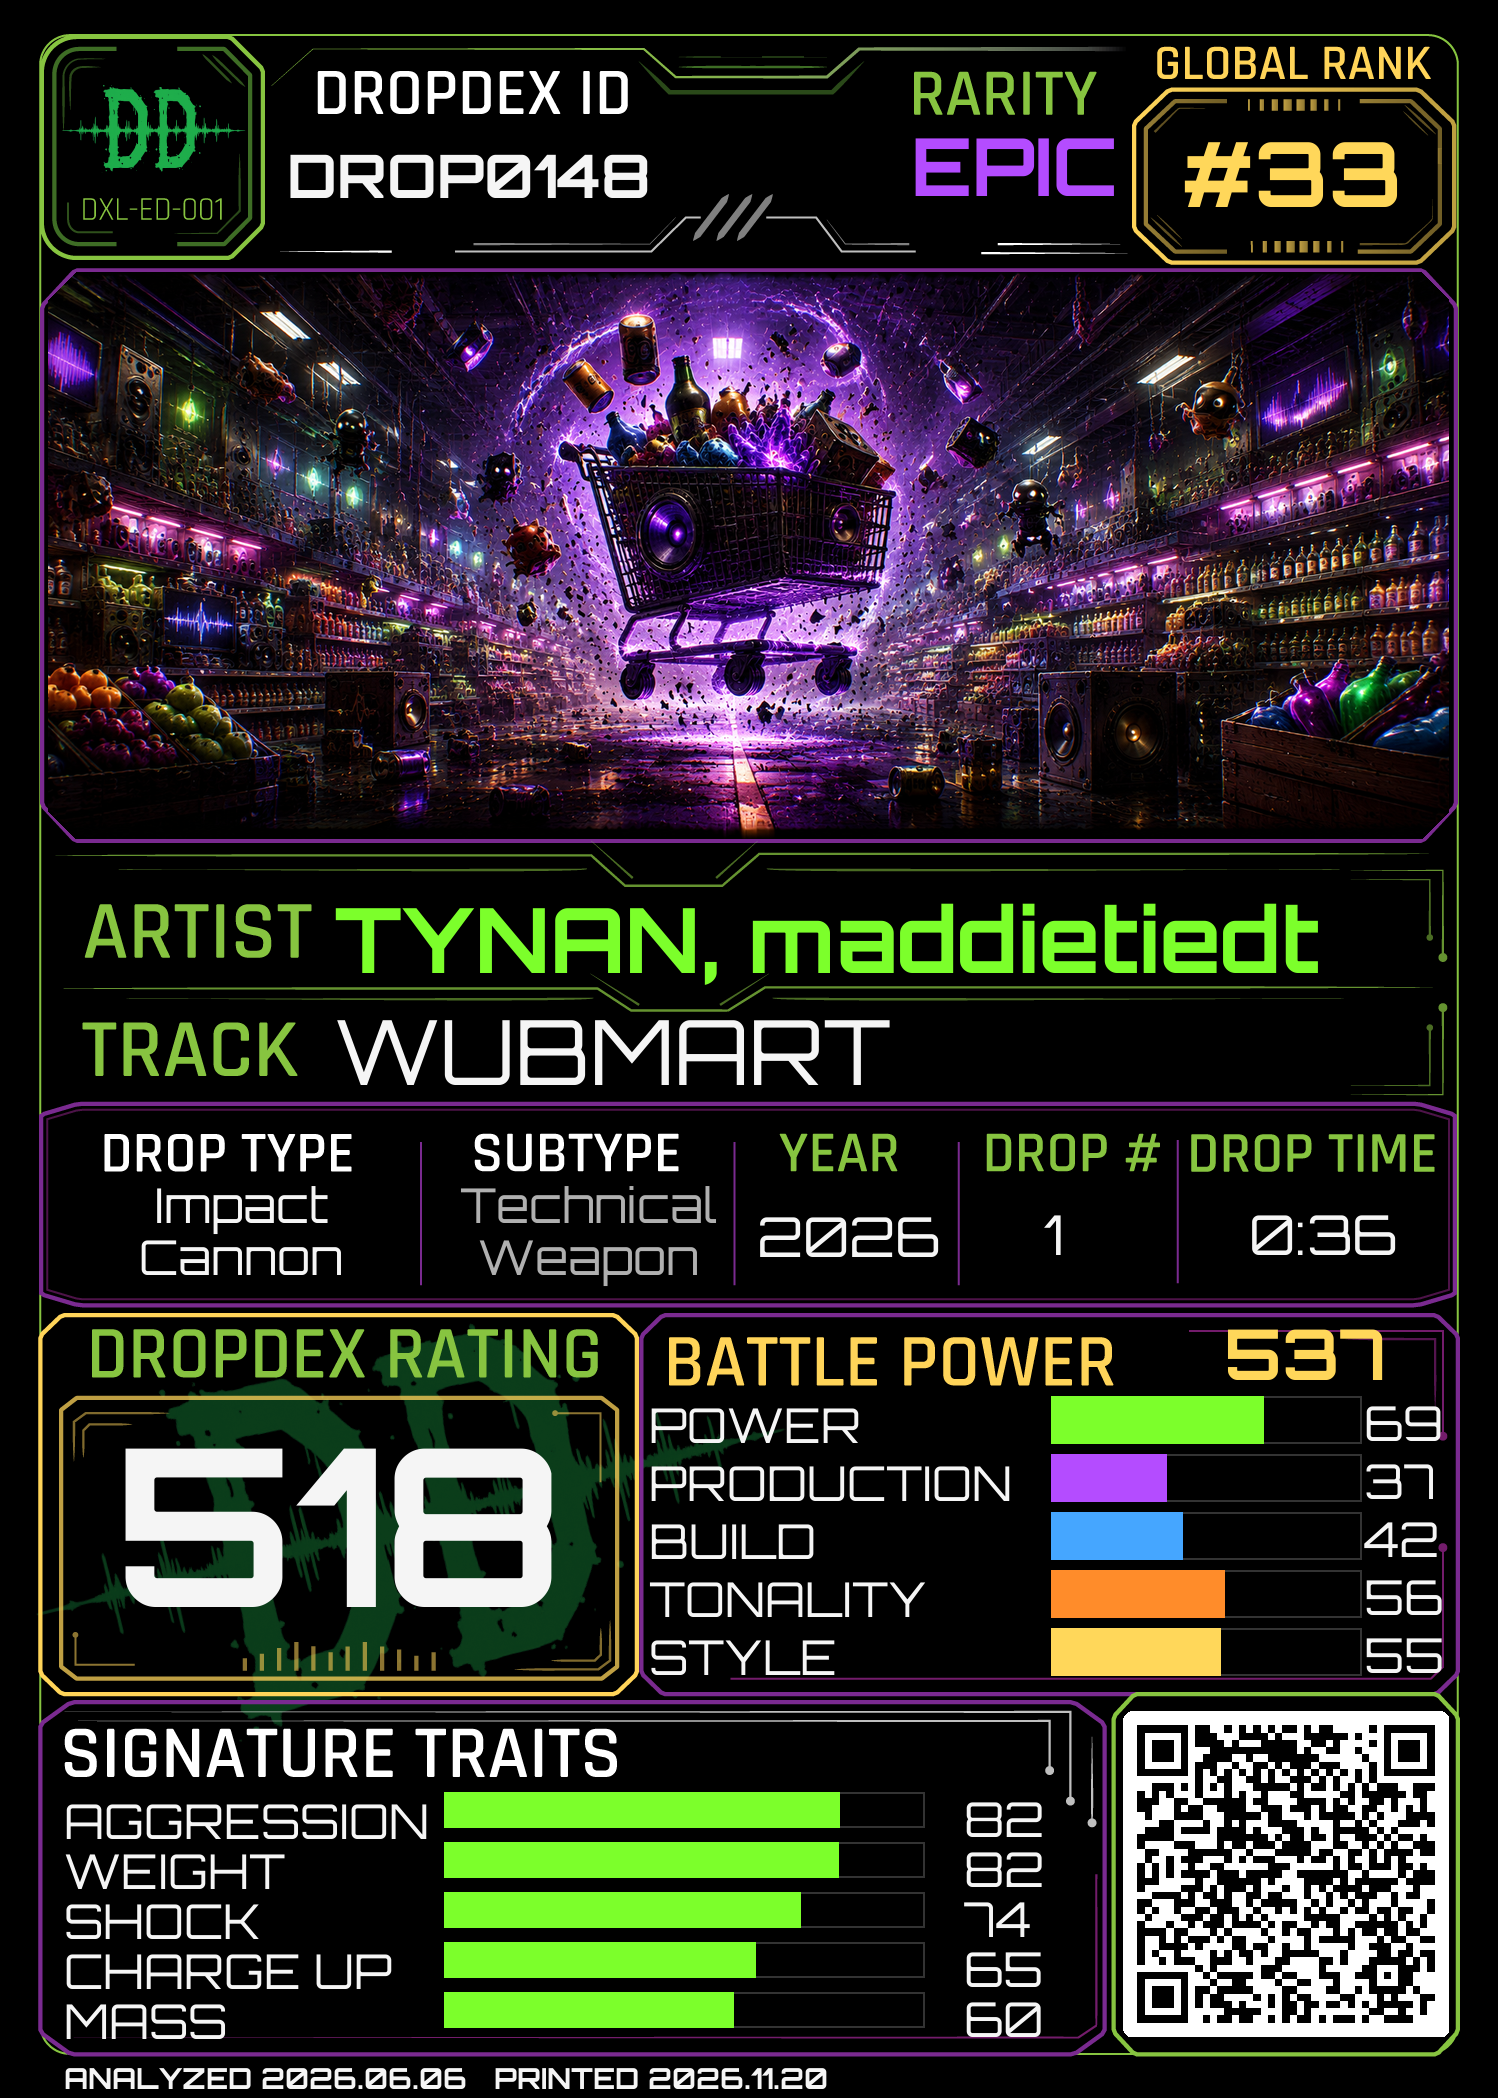 DD
DXL-ED-001
DROPDEX ID
DROP0148
RARITY
EPIC
GLOBAL RANK
#33
ARTIST TYNAN, maddietiedt
TRACK WUBMART
DROP TYPE
Impact
Cannon
SUBTYPE
Technical
Weapon
YEAR
2026
DROP #
1
DROP TIME
0:36
DROPDEX RATING
518
BATTLE POWER 537
POWER 69
PRODUCTION 37
BUILD 42
TONALITY 56
STYLE 55
SIGNATURE TRAITS
AGGRESSION 82
WEIGHT 82
SHOCK 74
CHARGE UP 65
MASS 60
ANALYZED 2026.06.06 PRINTED 2026.11.20